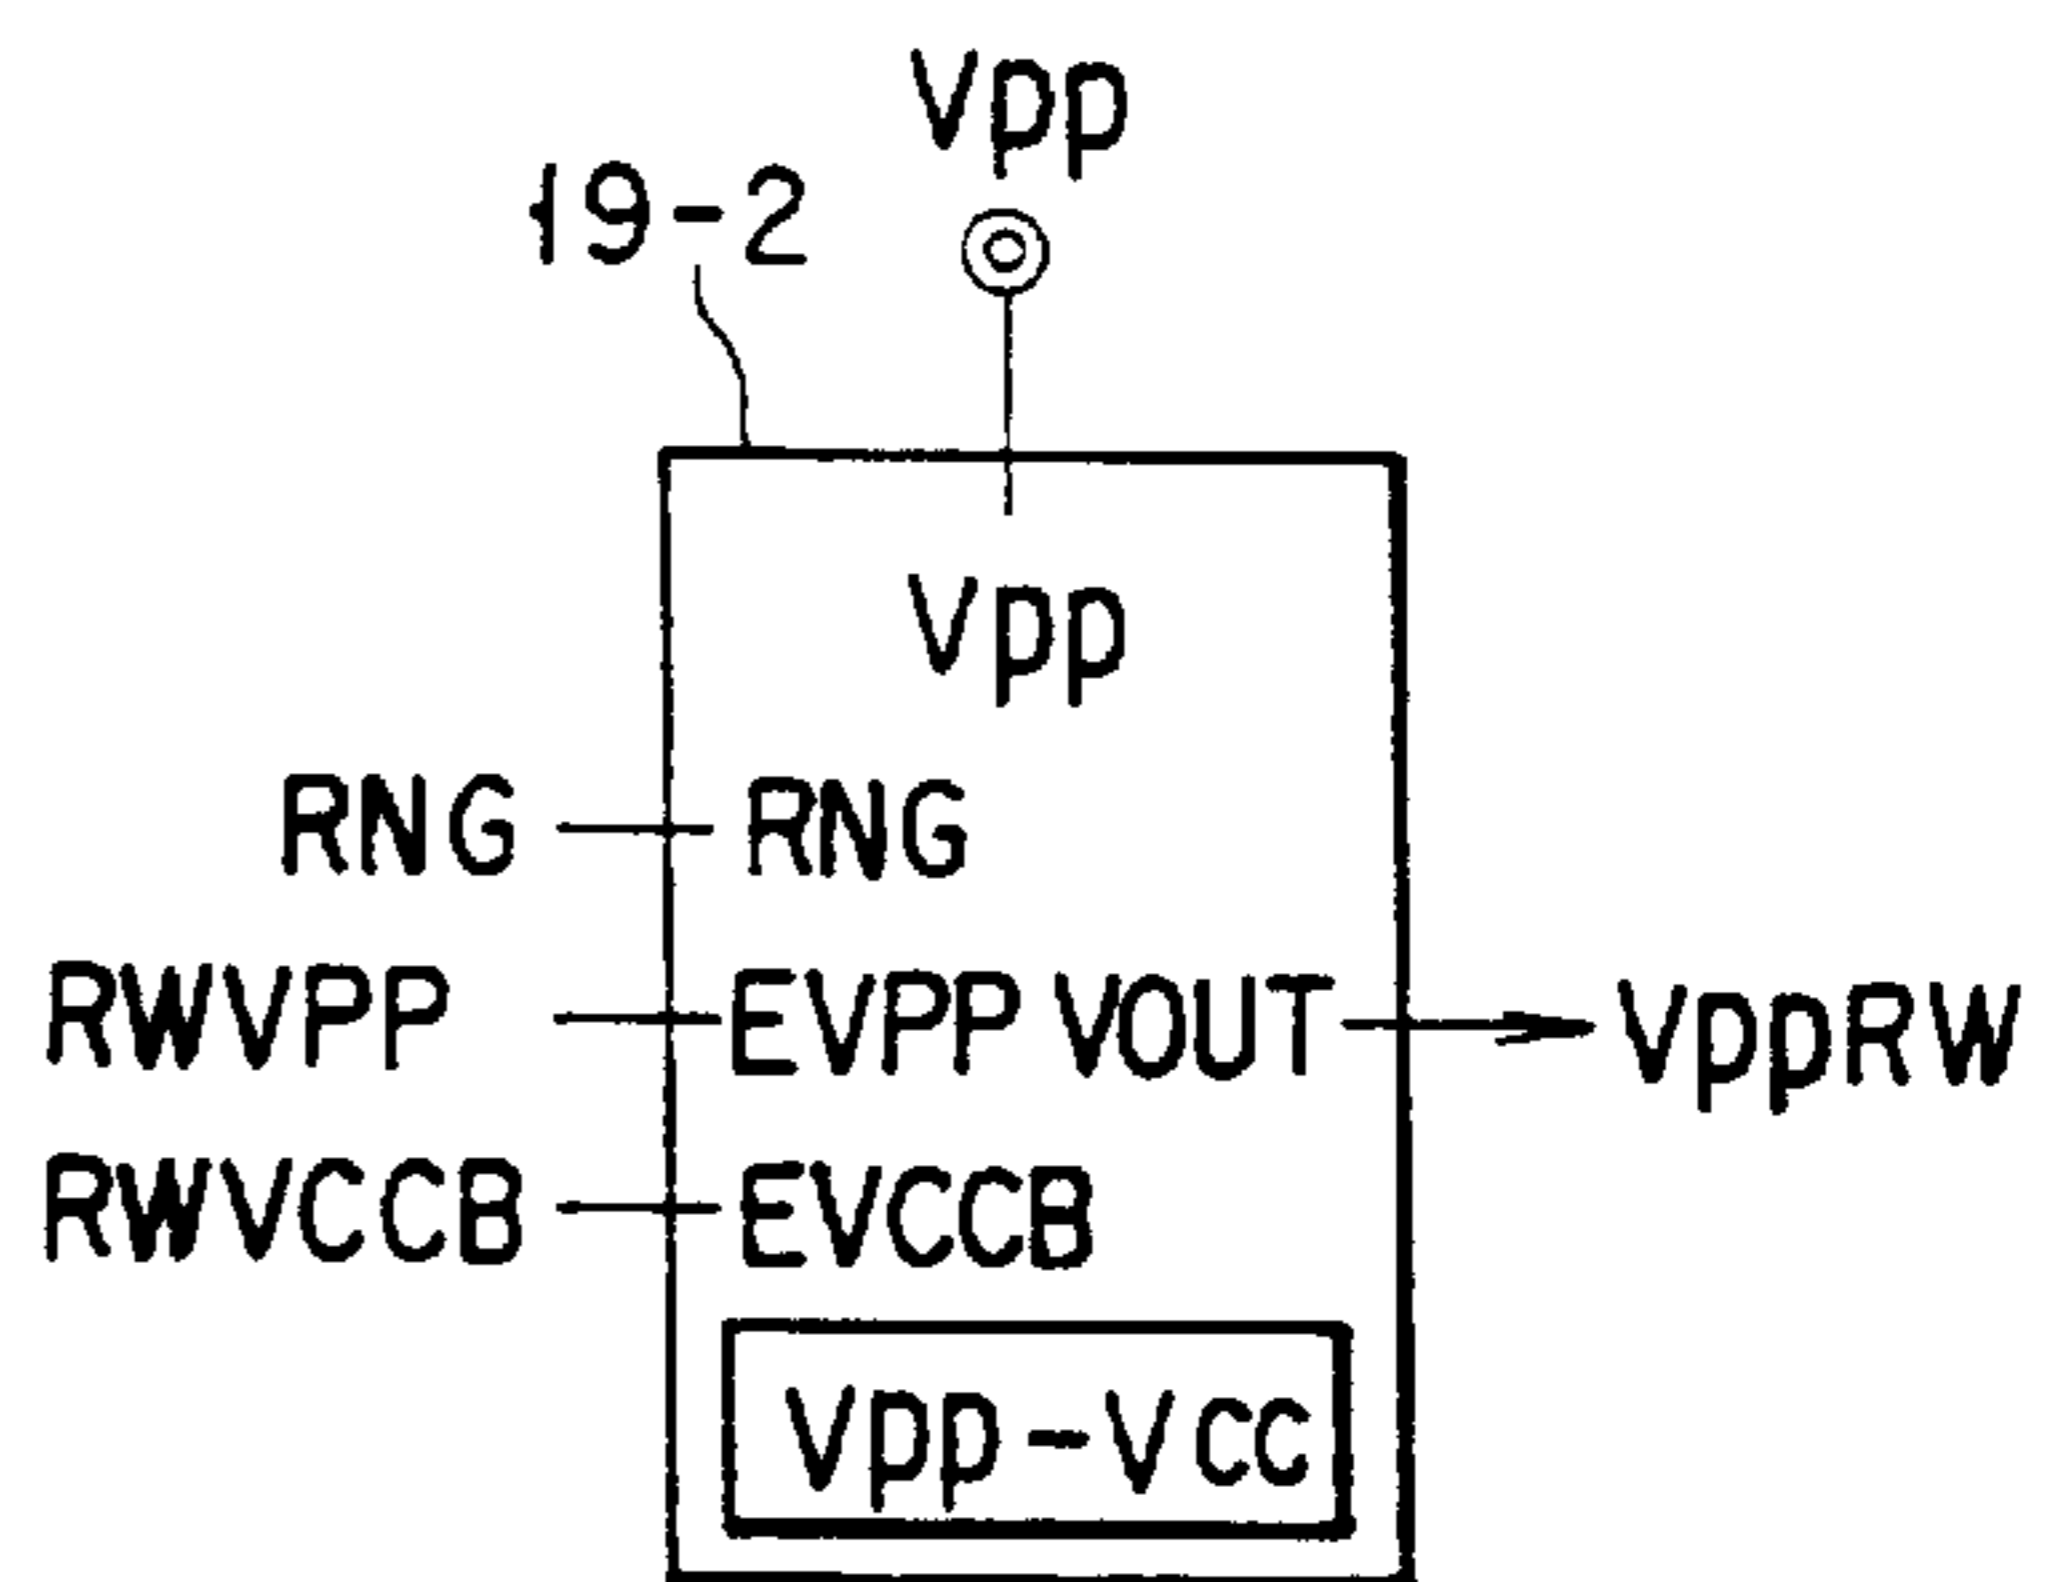 Vpp
19-2
Vpp
RNG RNG
RWVPP EVPP VOUT VppRW
RWVCCB EVCCB
Vpp-Vcc